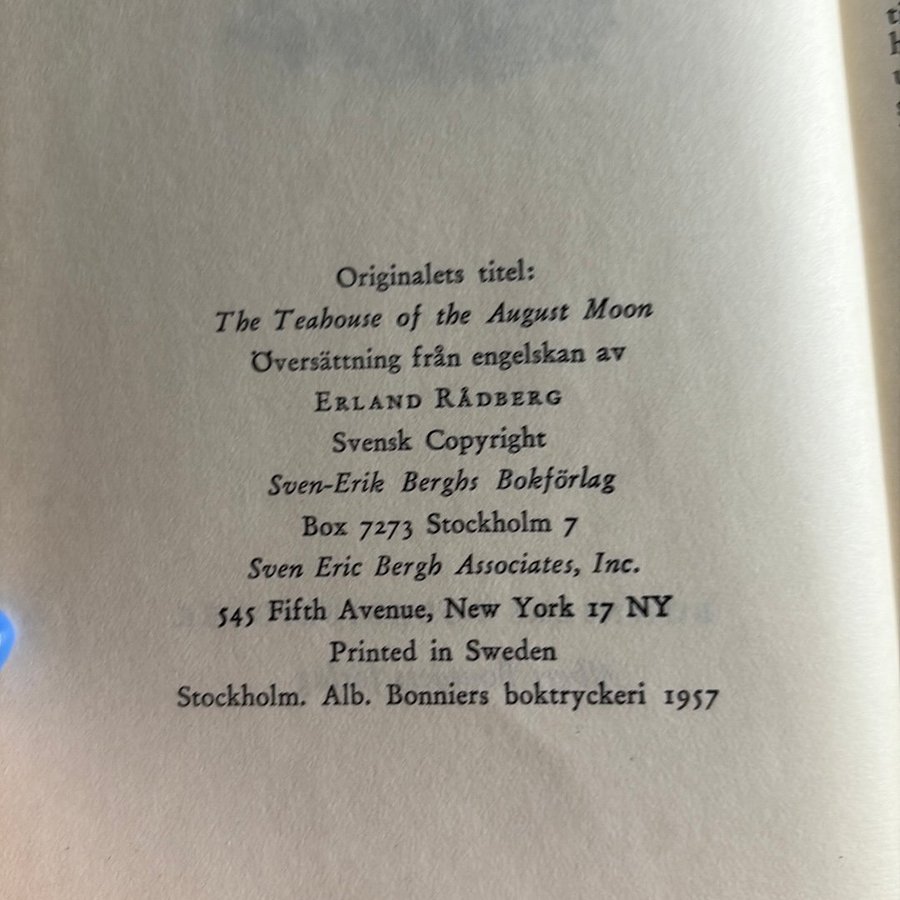 Originalets titel:
The Teahouse of the August Moon
Översättning från engelskan av
ERLAND RÅDBERG
Svensk Copyright
Sven-Erik Berghs Bokförlag
Box 7273 Stockholm 7
Sven Eric Bergh Associates, Inc.
545 Fifth Avenue, New York 17 NY
Printed in Sweden
Stockholm. Alb. Bonniers boktryckeri 1957